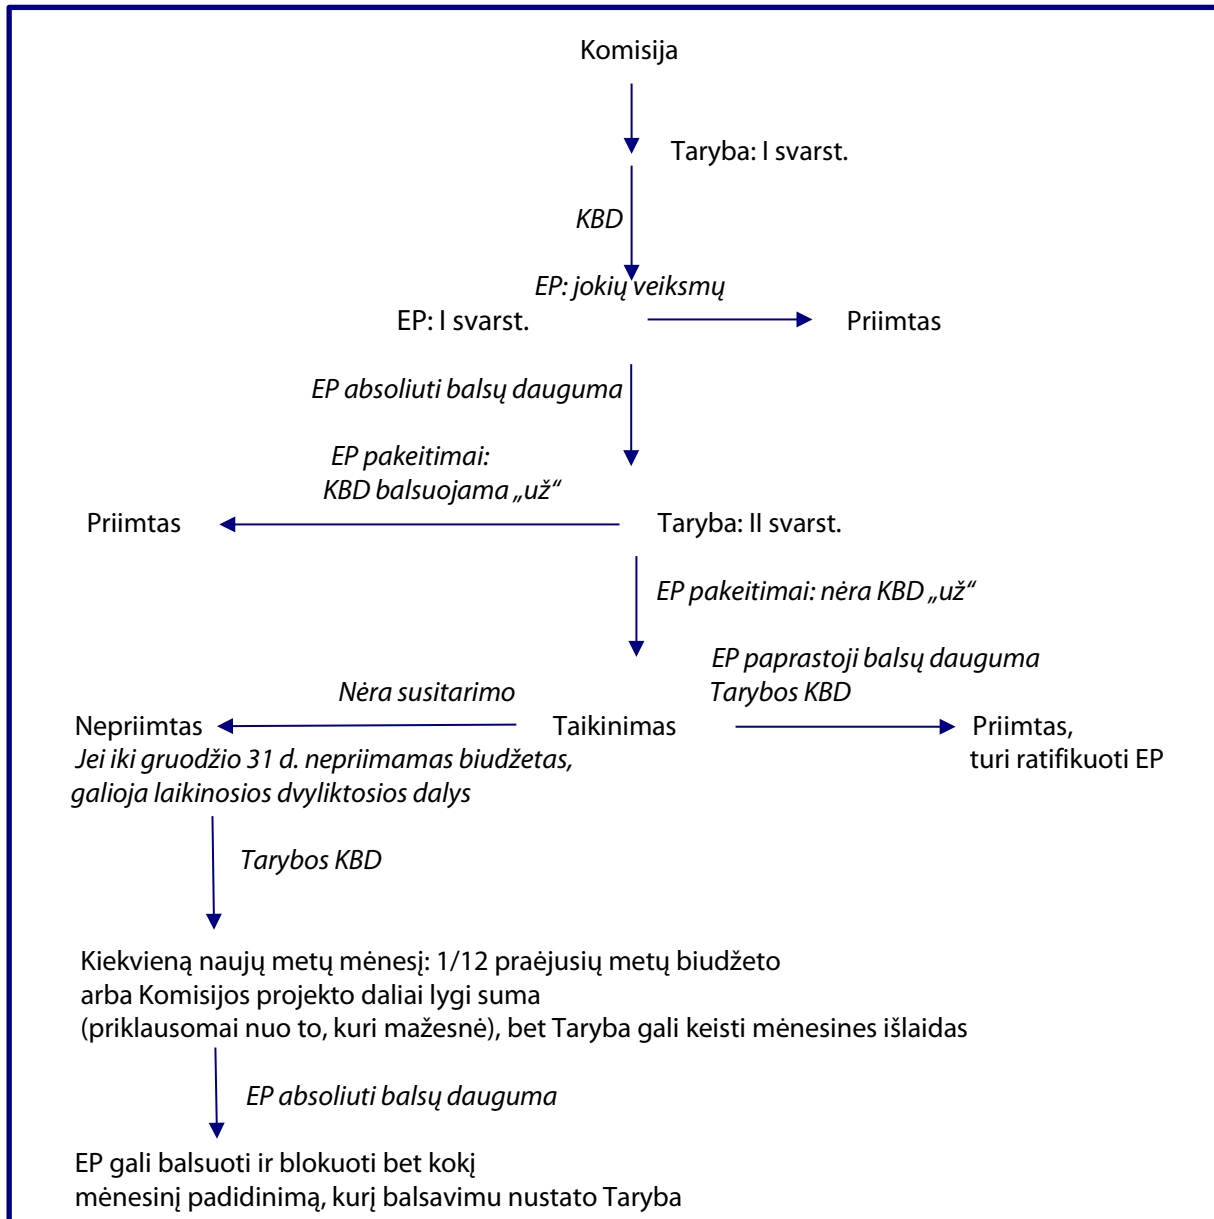 Komisija
Taryba: I svarst.
KBD
EP: jokių veiksmų
EP: I svarst.
Priimtas
EP absoliuti balsų dauguma
EP pakeitimai:
KBD balsuojama „už“
Priimtas
Taryba: II svarst.
EP pakeitimai: nėra KBD „už“
EP paprastoji balsų dauguma
Tarybos KBD
Nėra susitarimo
Nepriimtas
Taikinimas
Priimtas,
turi ratifikuoti EP
Jei iki gruodžio 31 d. nepriimamas biudžetas,
galioja laikinosios dvyliktosios dalys
Tarybos KBD
Kiekvieną naujų metų mėnesį: 1/12 praėjusių metų biudžeto
arba Komisijos projekto daliai lygi suma
(priklausomai nuo to, kuri mažesnė), bet Taryba gali keisti mėnesines išlaidas
EP absoliuti balsų dauguma
EP gali balsuoti ir blokuoti bet kokį
mėnesinį padidinimą, kurį balsavimu nustato Taryba